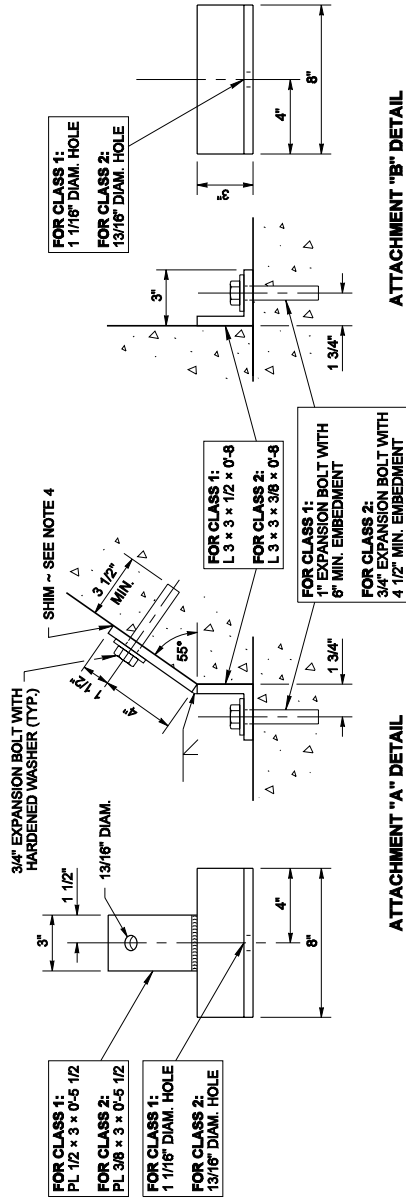 3/4" EXPANSION BOLT WITH
HARDENED WASHER (TYP.)
SHIM ~ SEE NOTE 4
FOR CLASS 1:
PL 1/2 × 3 × 0'-5 1/2
FOR CLASS 2:
PL 3/8 × 3 × 0'-5 1/2
FOR CLASS 1:
1 1/16" DIAM. HOLE
FOR CLASS 2:
13/16" DIAM. HOLE
3"
1 1/2"
13/16" DIAM.
4"
8"
1 1/2"
4"
3 1/2"
MIN.
55°
1 3/4"
FOR CLASS 1:
L 3 × 3 × 1/2 × 0'-8
FOR CLASS 2:
L 3 × 3 × 3/8 × 0'-8
FOR CLASS 1:
1" EXPANSION BOLT WITH
6" MIN. EMBEDMENT
FOR CLASS 2:
3/4" EXPANSION BOLT WITH
4 1/2" MIN. EMBEDMENT
ATTACHMENT "A" DETAIL
3"
1 3/4"
FOR CLASS 1:
1 1/16" DIAM. HOLE
FOR CLASS 2:
13/16" DIAM. HOLE
3"
4"
8"
ATTACHMENT "B" DETAIL